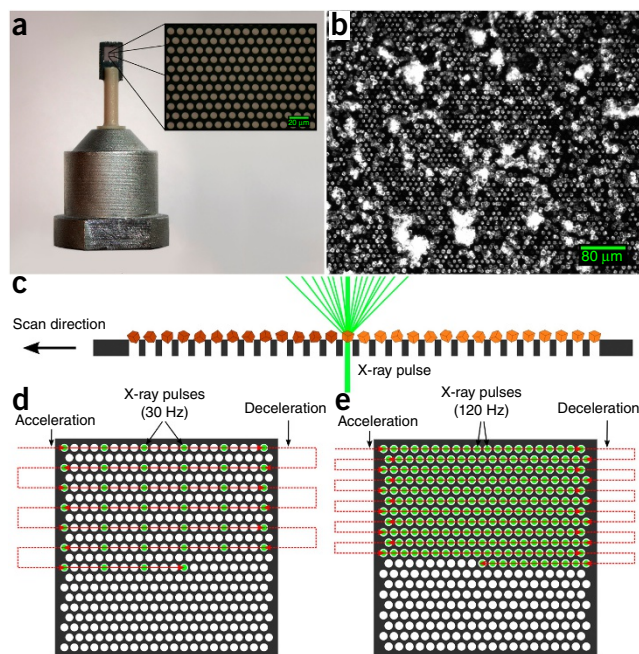 a
20 μm
b
80 μm
c
Scan direction
X-ray pulse
d
X-ray pulses
(30 Hz)
Acceleration
Deceleration
e
X-ray pulses
(120 Hz)
Acceleration
Deceleration